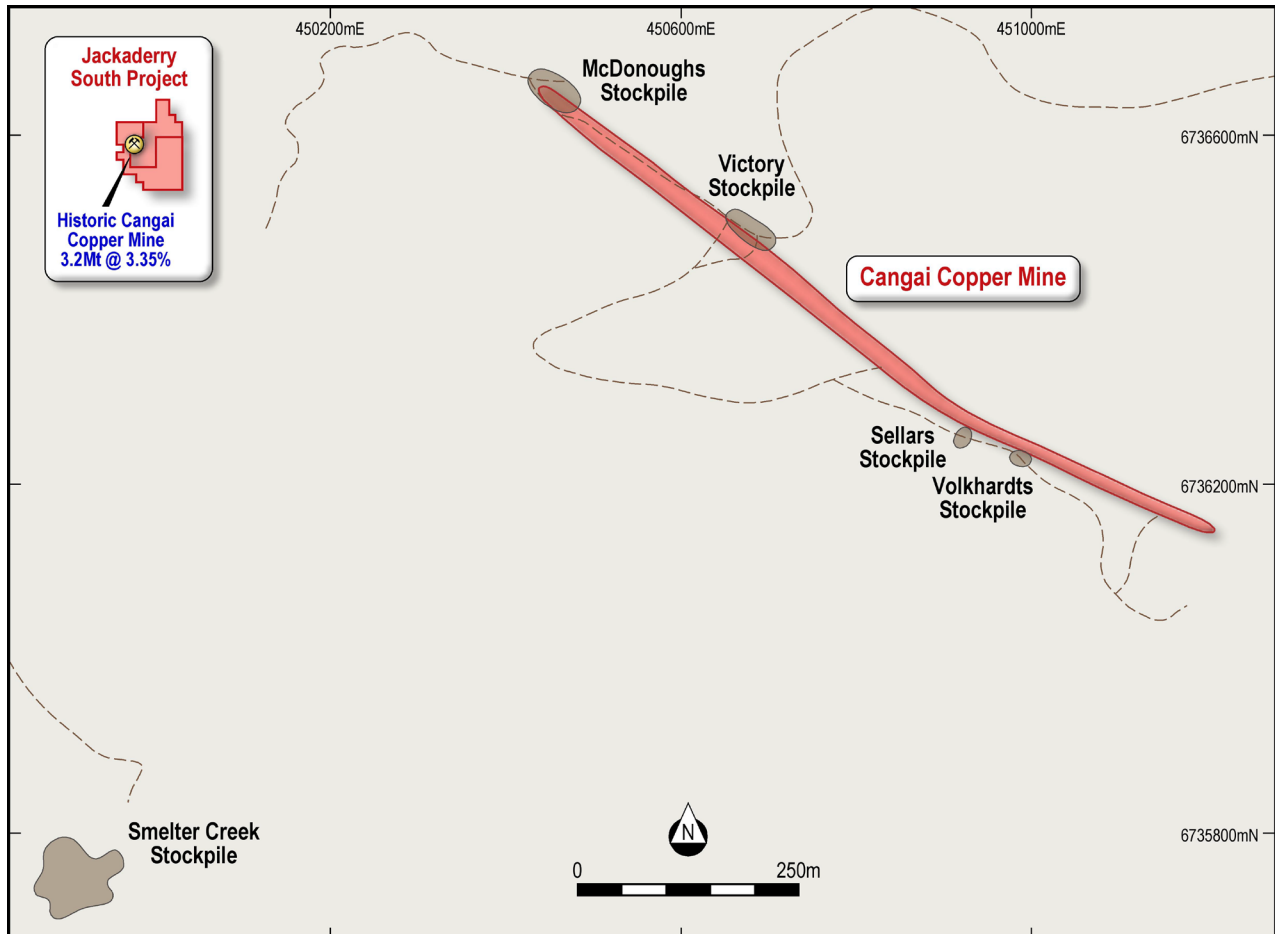 450200mE
450600mE
451000mE
Jackaderry
South Project
Historic Cangai
Copper Mine
3.2Mt @ 3.35%
McDonoughs
Stockpile
6736600mN
Victory
Stockpile
Cangai Copper Mine
Sellars
Stockpile
Volkhardts
Stockpile
6736200mN
Smelter Creek
Stockpile
N
6735800mN
0
250m